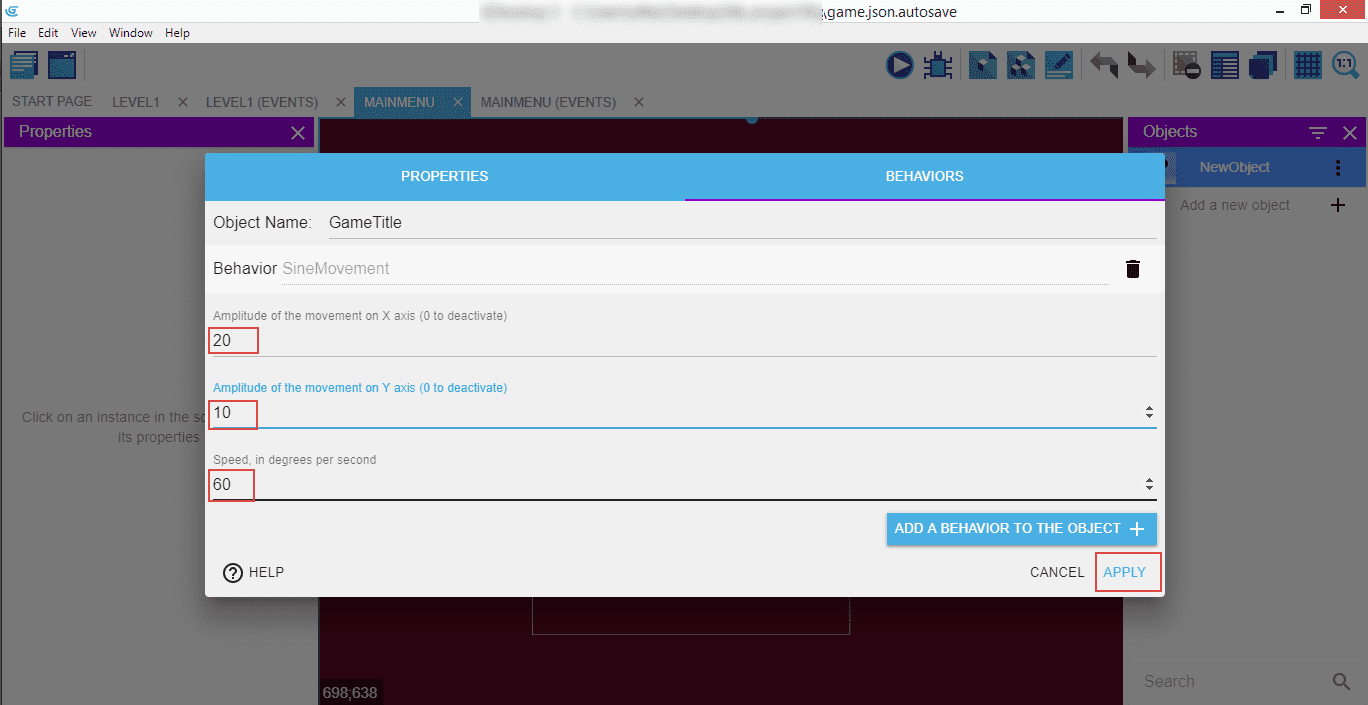 \game.json.autosave
File Edit View Window Help
1:1
START PAGE LEVEL1 LEVEL1 (EVENTS) MAINMENU MAINMENU (EVENTS)
Properties
Objects
PROPERTIES BEHAVIORS
NewObject
Add a new object
Object Name: GameTitle
Behavior SineMovement
Amplitude of the movement on X axis (0 to deactivate)
20
Amplitude of the movement on Y axis (0 to deactivate)
10
Click on an instance in the sc
its properties
Speed, in degrees per second
60
ADD A BEHAVIOR TO THE OBJECT
HELP CANCEL APPLY
698;638
Search